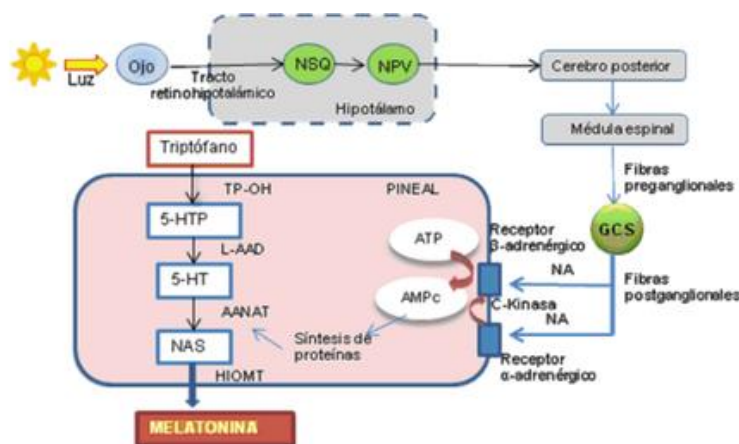 Luz
Ojo
Tracto
retinohipotalámico
NSQ
NPV
Hipotálamo
Cerebro posterior
Médula espinal
Fibras
preganglionales
GCS
Fibras
postganglionales
Triptófano
TP-OH
PINEAL
5-HTP
L-AAD
5-HT
AANAT
NAS
HIOMT
MELATONINA
ATP
AMPc
Síntesis de
proteínas
Receptor
β-adrenérgico
NA
C-Kinasa
NA
Receptor
α-adrenérgico